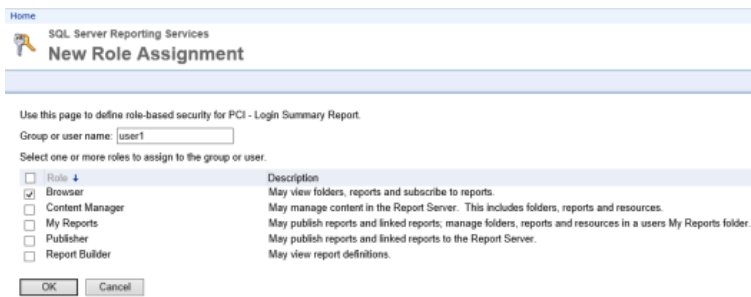 Home
SQL Server Reporting Services
New Role Assignment
Use this page to define role-based security for PCI - Login Summary Report.
Group or user name: user1
Select one or more roles to assign to the group or user.
Role ↓ Description
Browser May view folders, reports and subscribe to reports.
Content Manager May manage content in the Report Server. This includes folders, reports and resources.
My Reports May publish reports and linked reports; manage folders, reports and resources in a users My Reports folder.
Publisher May publish reports and linked reports to the Report Server.
Report Builder May view report definitions.
OK Cancel